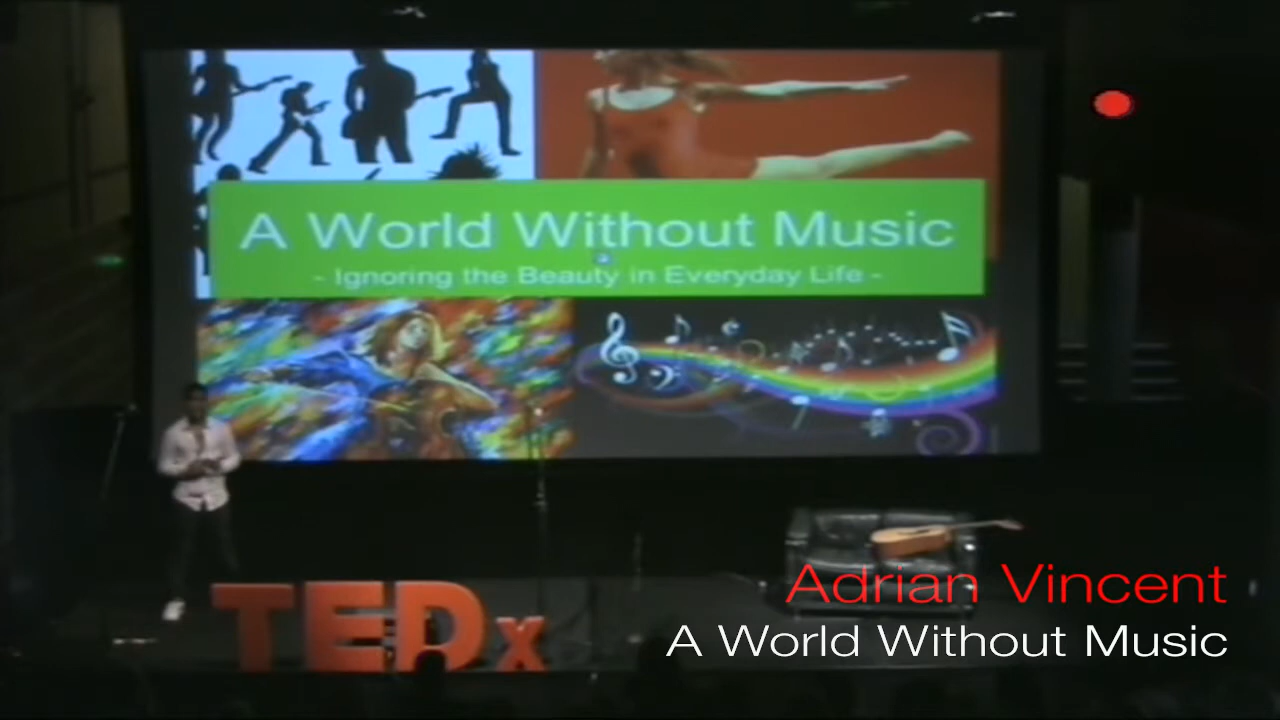 A World Without Music
- Ignoring the Beauty in Everyday Life -
TEDx
Adrian Vincent
A World Without Music